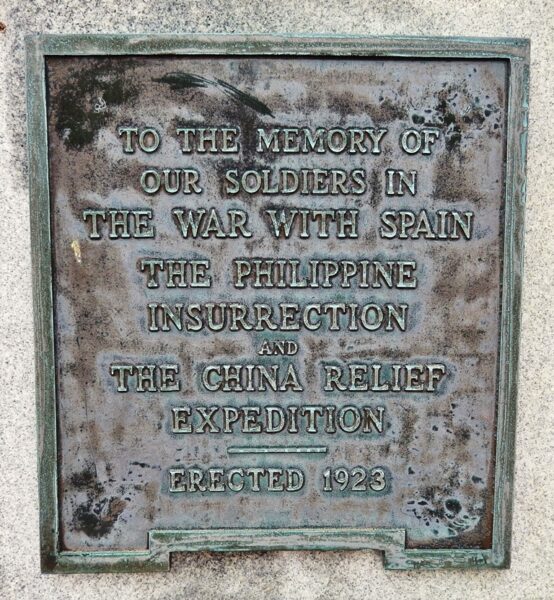 TO THE MEMORY OF
OUR SOLDIERS IN
THE WAR WITH SPAIN
THE PHILIPPINE
INSURRECTION
AND
THE CHINA RELIEF
EXPEDITION
ERECTED 1923